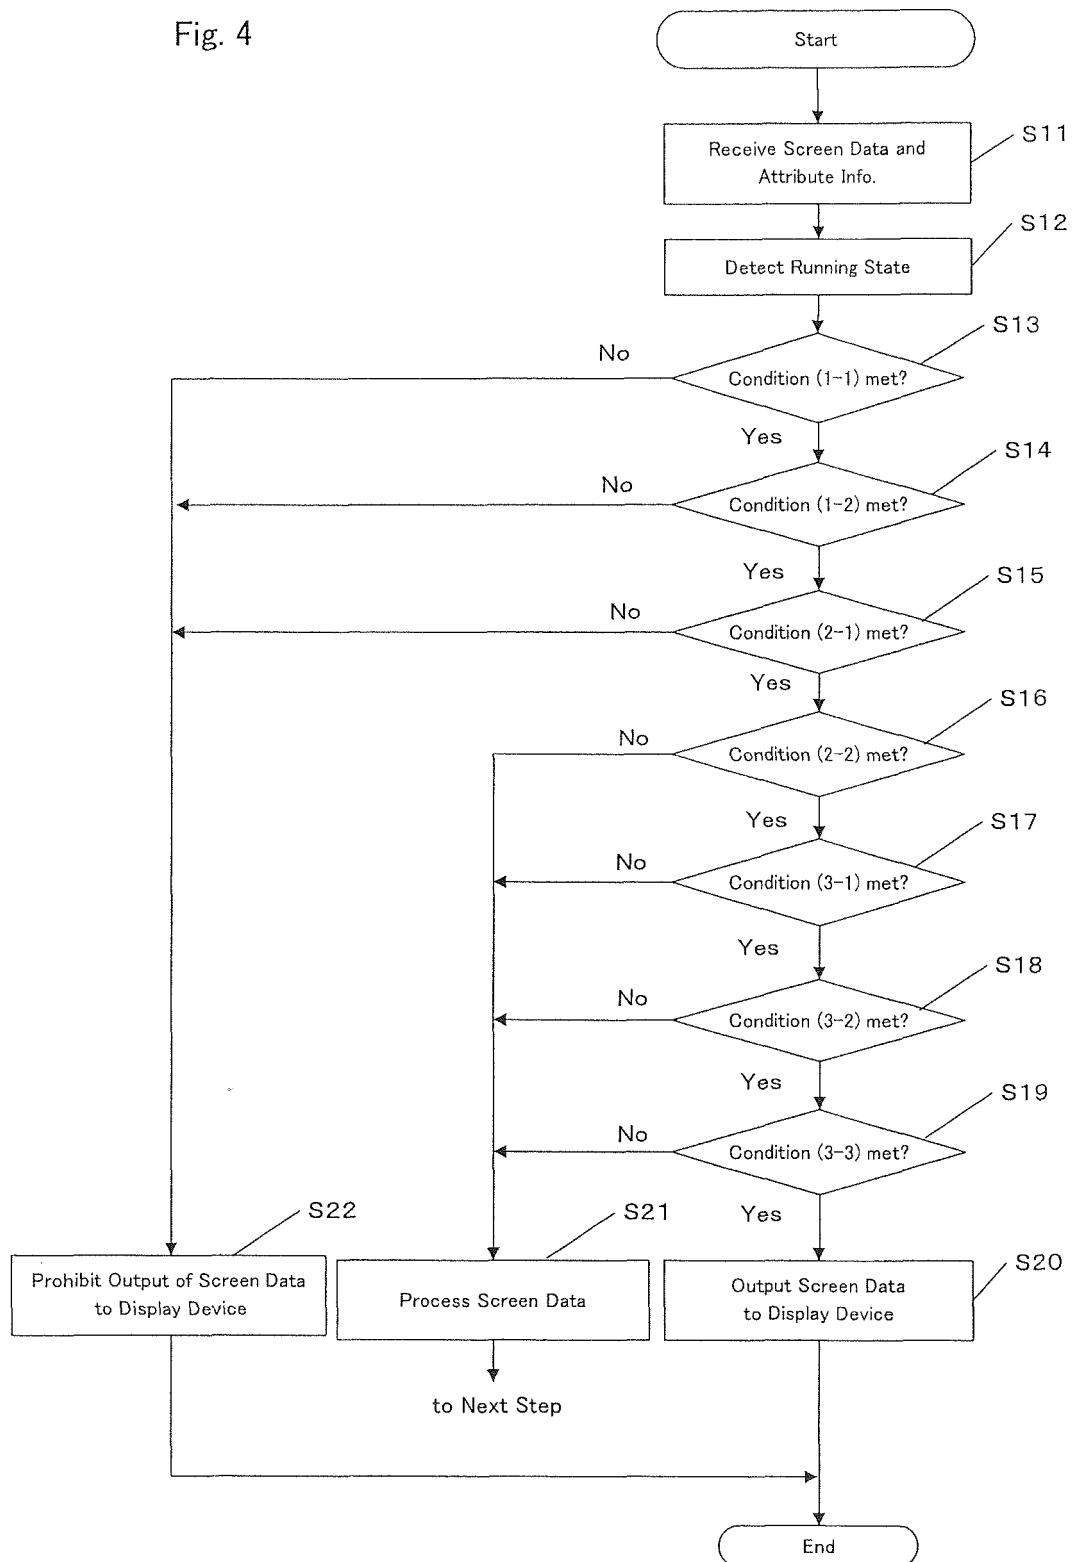 Fig. 4
Start
S11
Receive Screen Data and
Attribute Info.
S12
Detect Running State
S13
No
Condition (1-1) met?
Yes
S14
No
Condition (1-2) met?
Yes
S15
No
Condition (2-1) met?
Yes
S16
No
Condition (2-2) met?
Yes
S17
No
Condition (3-1) met?
Yes
S18
No
Condition (3-2) met?
Yes
S19
No
Condition (3-3) met?
Yes
S22
S21
S20
Prohibit Output of Screen Data
to Display Device
Process Screen Data
Output Screen Data
to Display Device
to Next Step
End